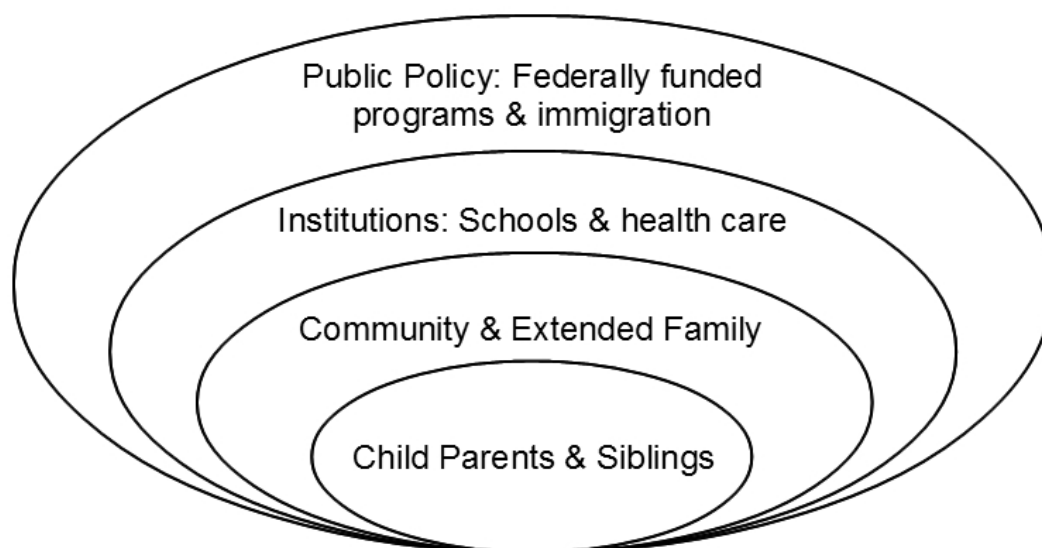 Public Policy: Federally funded
programs & immigration
Institutions: Schools & health care
Community & Extended Family
Child Parents & Siblings